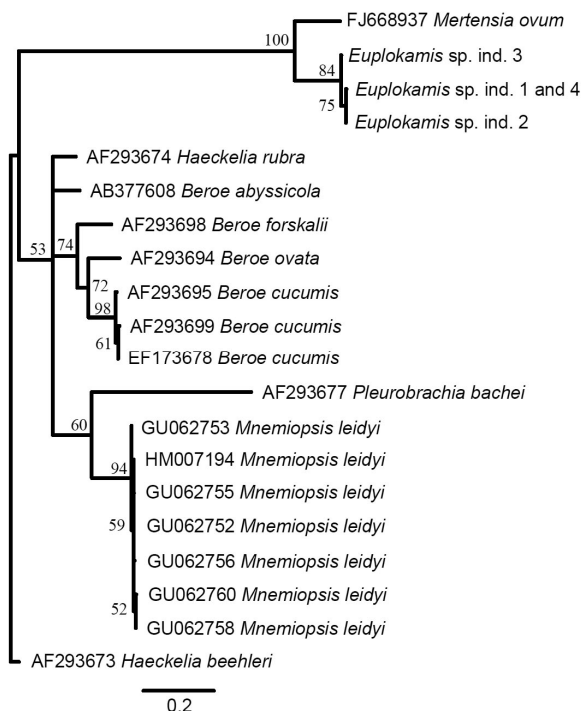 100
FJ668937 Mertensia ovum
Euplokamis sp. ind. 3
84
Euplokamis sp. ind. 1 and 4
75
Euplokamis sp. ind. 2
AF293674 Haeckelia rubra
AB377608 Beroe abyssicola
AF293698 Beroe forskalii
53
74
AF293694 Beroe ovata
72
AF293695 Beroe cucumis
98
AF293699 Beroe cucumis
61
EF173678 Beroe cucumis
AF293677 Pleurobrachia bachei
60
GU062753 Mnemiopsis leidyi
HM007194 Mnemiopsis leidyi
94
GU062755 Mnemiopsis leidyi
59
GU062752 Mnemiopsis leidyi
GU062756 Mnemiopsis leidyi
GU062760 Mnemiopsis leidyi
52
GU062758 Mnemiopsis leidyi
AF293673 Haeckelia beehleri
0.2